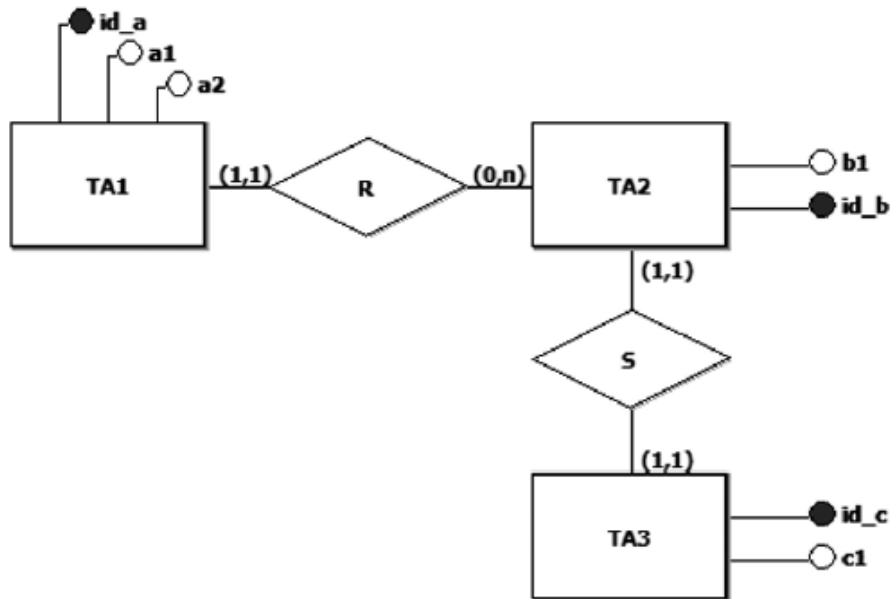 id_a
a1
a2
TA1
(1,1)
R
(0,n)
TA2
b1
id_b
(1,1)
S
(1,1)
TA3
id_c
c1